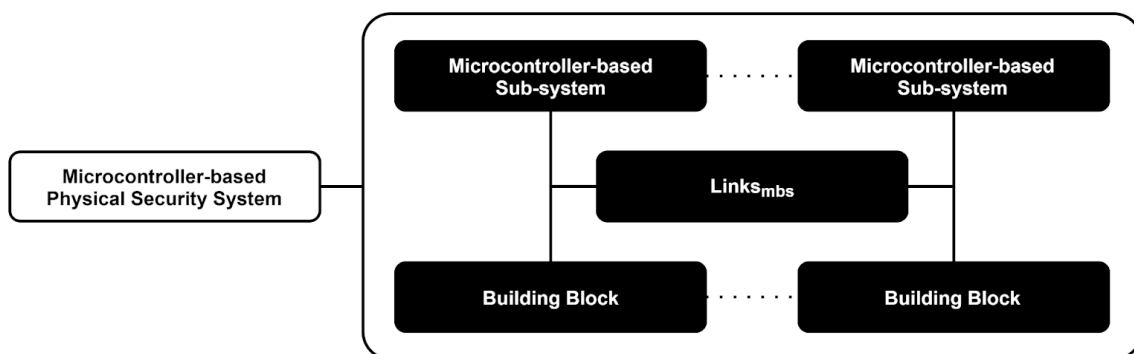 Microcontroller-based
Sub-system
Microcontroller-based
Sub-system
Microcontroller-based
Physical Security System
Links_mbs
Building Block
Building Block